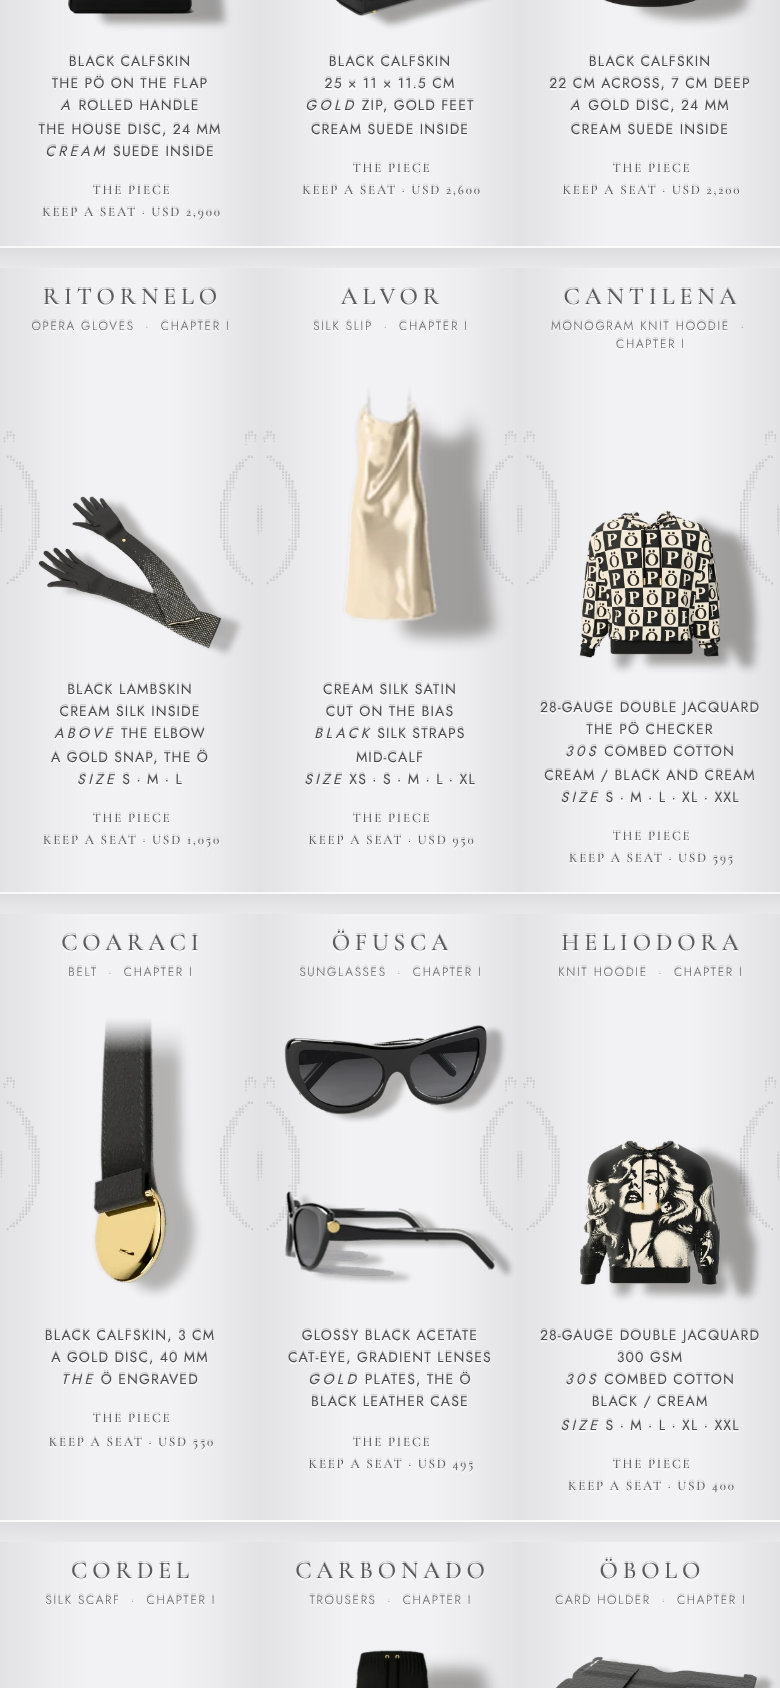 BLACK CALFSKIN
THE PÖ ON THE FLAP
A ROLLED HANDLE
THE HOUSE DISC, 24 MM
CREAM SUEDE INSIDE
THE PIECE
KEEP A SEAT · USD 2,900
BLACK CALFSKIN
25 × 11 × 11.5 CM
GOLD ZIP, GOLD FEET
CREAM SUEDE INSIDE
THE PIECE
KEEP A SEAT · USD 2,600
BLACK CALFSKIN
22 CM ACROSS, 7 CM DEEP
A GOLD DISC, 24 MM
CREAM SUEDE INSIDE
THE PIECE
KEEP A SEAT · USD 2,200
RITORNELO
OPERA GLOVES · CHAPTER I
BLACK LAMBSKIN
CREAM SILK INSIDE
ABOVE THE ELBOW
A GOLD SNAP, THE Ö
SIZE S · M · L
THE PIECE
KEEP A SEAT · USD 1,050
ALVOR
SILK SLIP · CHAPTER I
CREAM SILK SATIN
CUT ON THE BIAS
BLACK SILK STRAPS
MID-CALF
SIZE XS · S · M · L · XL
THE PIECE
KEEP A SEAT · USD 950
CANTILENA
MONOGRAM KNIT HOODIE ·
CHAPTER I
28-GAUGE DOUBLE JACQUARD
THE PÖ CHECKER
30S COMBED COTTON
CREAM / BLACK AND CREAM
SIZE S · M · L · XL · XXL
THE PIECE
KEEP A SEAT · USD 595
COARACI
BELT · CHAPTER I
BLACK CALFSKIN, 3 CM
A GOLD DISC, 40 MM
THE Ö ENGRAVED
THE PIECE
KEEP A SEAT · USD 550
ÖFUSCA
SUNGLASSES · CHAPTER I
GLOSSY BLACK ACETATE
CAT-EYE, GRADIENT LENSES
GOLD PLATES, THE Ö
BLACK LEATHER CASE
THE PIECE
KEEP A SEAT · USD 495
HELIODORA
KNIT HOODIE · CHAPTER I
28-GAUGE DOUBLE JACQUARD
300 GSM
30S COMBED COTTON
BLACK / CREAM
SIZE S · M · L · XL · XXL
THE PIECE
KEEP A SEAT · USD 400
CORDEL
SILK SCARF · CHAPTER I
CARBONADO
TROUSERS · CHAPTER I
ÖBOLO
CARD HOLDER · CHAPTER I